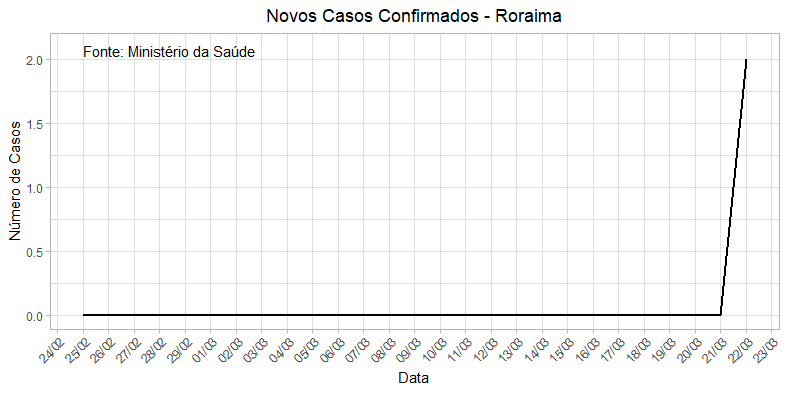 Novos Casos Confirmados - Roraima
Fonte: Ministério da Saúde
Número de Casos
2.0
1.5
1.0
0.5
0.0
24/02 25/02 26/02 27/02 28/02 29/02 01/03 02/03 03/03 04/03 05/03 06/03 07/03 08/03 09/03 10/03 11/03 12/03 13/03 14/03 15/03 16/03 17/03 18/03 19/03 20/03 21/03 22/03 23/03
Data